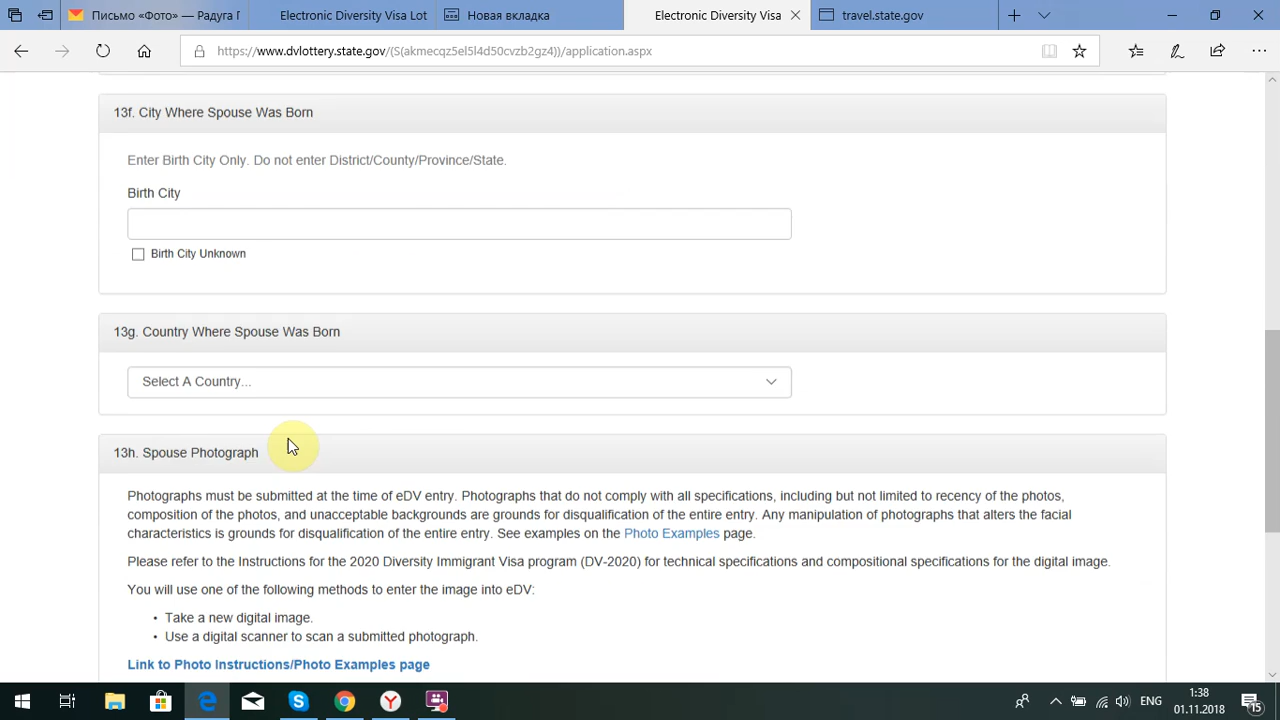 Письмо «Фото» — Радуга Г
Electronic Diversity Visa Lot
Новая вкладка
Electronic Diversity Visa
travel.state.gov
https://www.dvlottery.state.gov/(S(akmecqz5el5l4d50cvzb2gz4))/application.aspx
13f. City Where Spouse Was Born
Enter Birth City Only. Do not enter District/County/Province/State.
Birth City
Birth City Unknown
13g. Country Where Spouse Was Born
Select A Country...
13h. Spouse Photograph
Photographs must be submitted at the time of eDV entry. Photographs that do not comply with all specifications, including but not limited to recency of the photos,
composition of the photos, and unacceptable backgrounds are grounds for disqualification of the entire entry. Any manipulation of photographs that alters the facial
characteristics is grounds for disqualification of the entire entry. See examples on the Photo Examples page.
Please refer to the Instructions for the 2020 Diversity Immigrant Visa program (DV-2020) for technical specifications and compositional specifications for the digital image.
You will use one of the following methods to enter the image into eDV:
• Take a new digital image.
• Use a digital scanner to scan a submitted photograph.
Link to Photo Instructions/Photo Examples page
ENG
1:38
01.11.2018
15